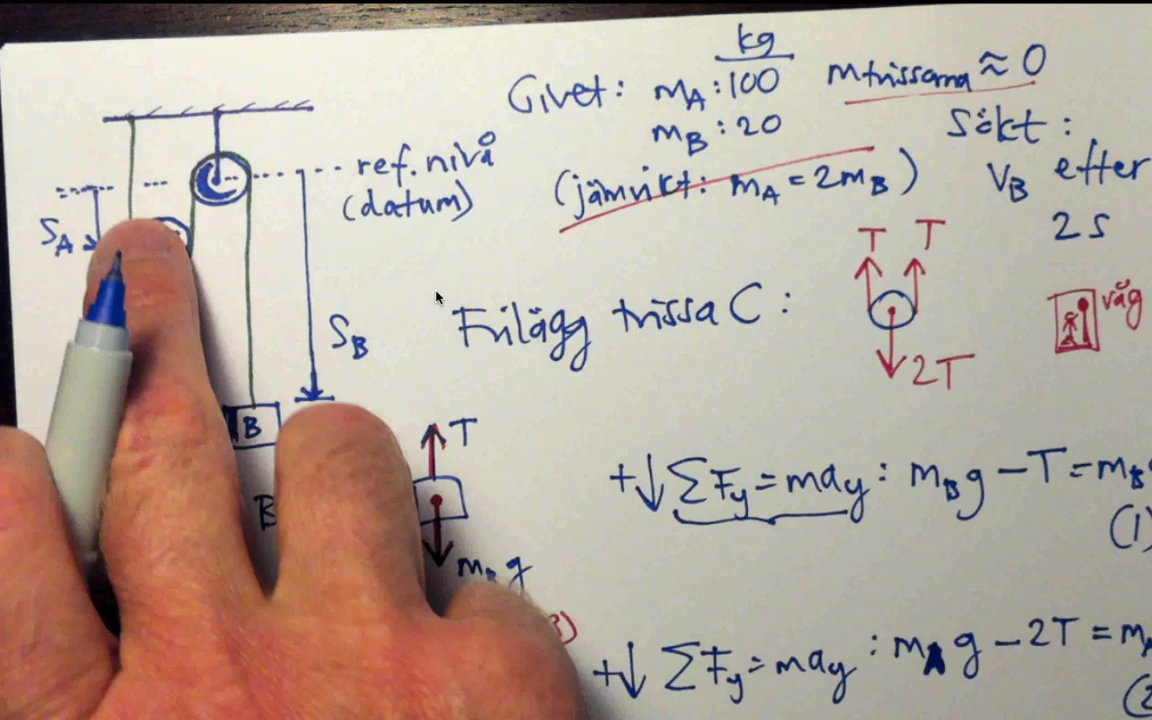 kg
Givet: mA: 100 mtrissorna ≈ 0
mB: 20
Sökt:
(jämvikt: mA = 2mB)
VB efter
2 s
ref. nivå
(datum)
SA
SB
B
Frilägg trissa C:
T T
2T
våg
T
+↓ ΣFy = may : mBg − T = mB
(1)
+↓ ΣFy = may : mAg − 2T = m